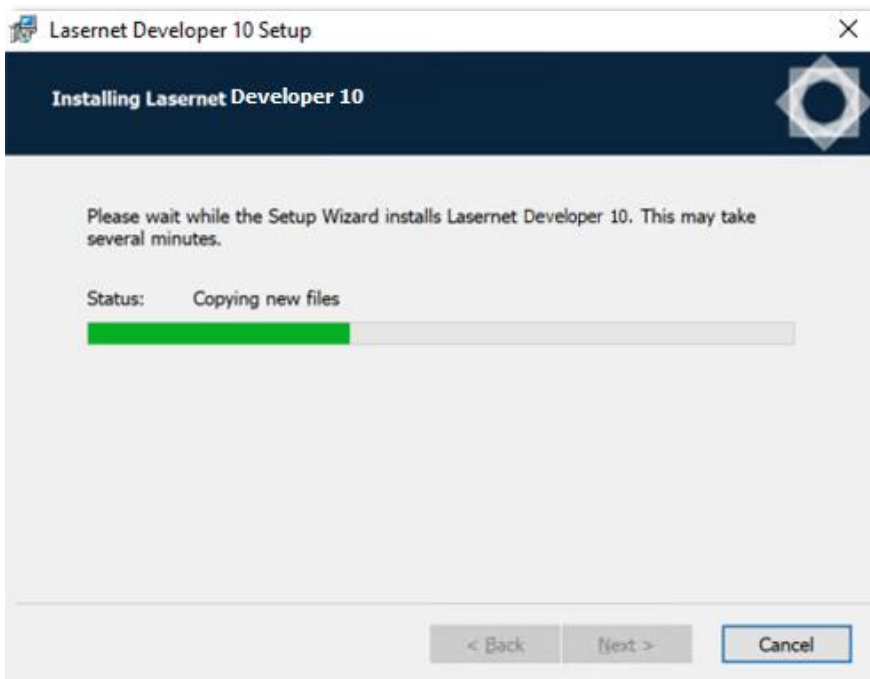 Lasernet Developer 10 Setup
Installing Lasernet Developer 10
Please wait while the Setup Wizard installs Lasernet Developer 10. This may take
several minutes.
Status: Copying new files
< Back Next > Cancel